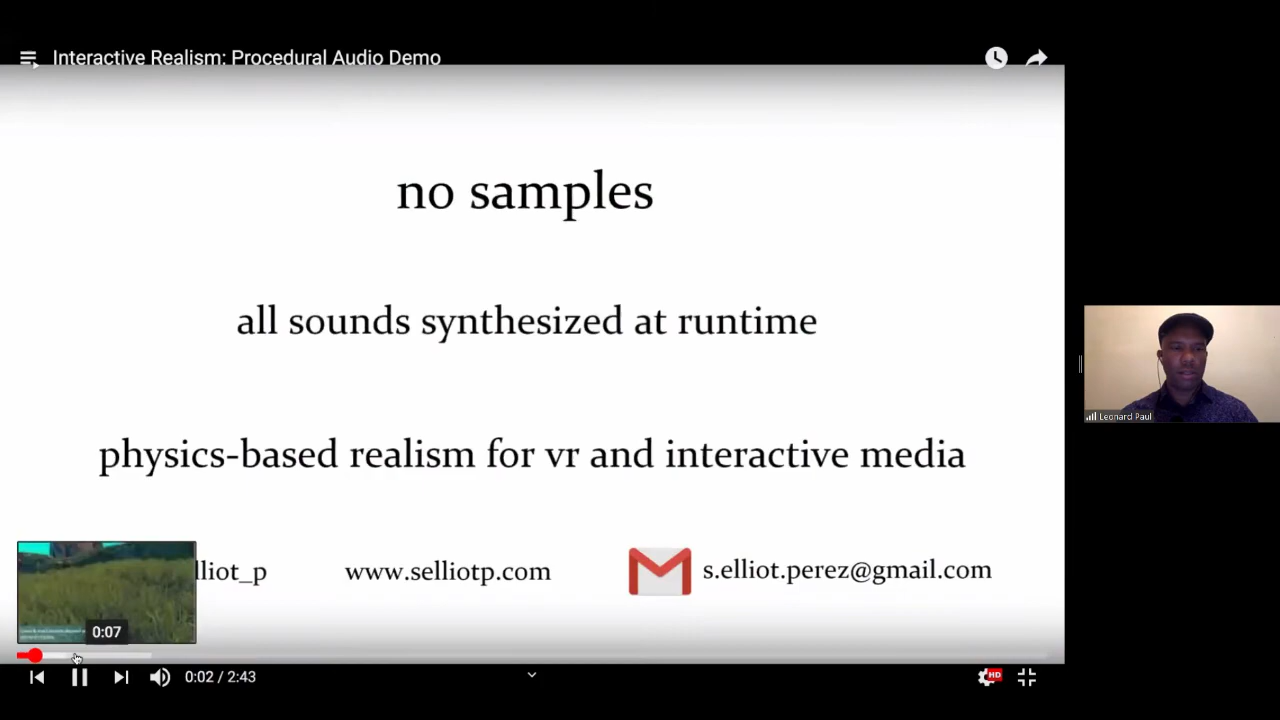 Interactive Realism: Procedural Audio Demo
no samples
all sounds synthesized at runtime
physics-based realism for vr and interactive media
lliot_p
www.selliotp.com
s.elliot.perez@gmail.com
Leonard Paul
0:07
0:02 / 2:43
HD